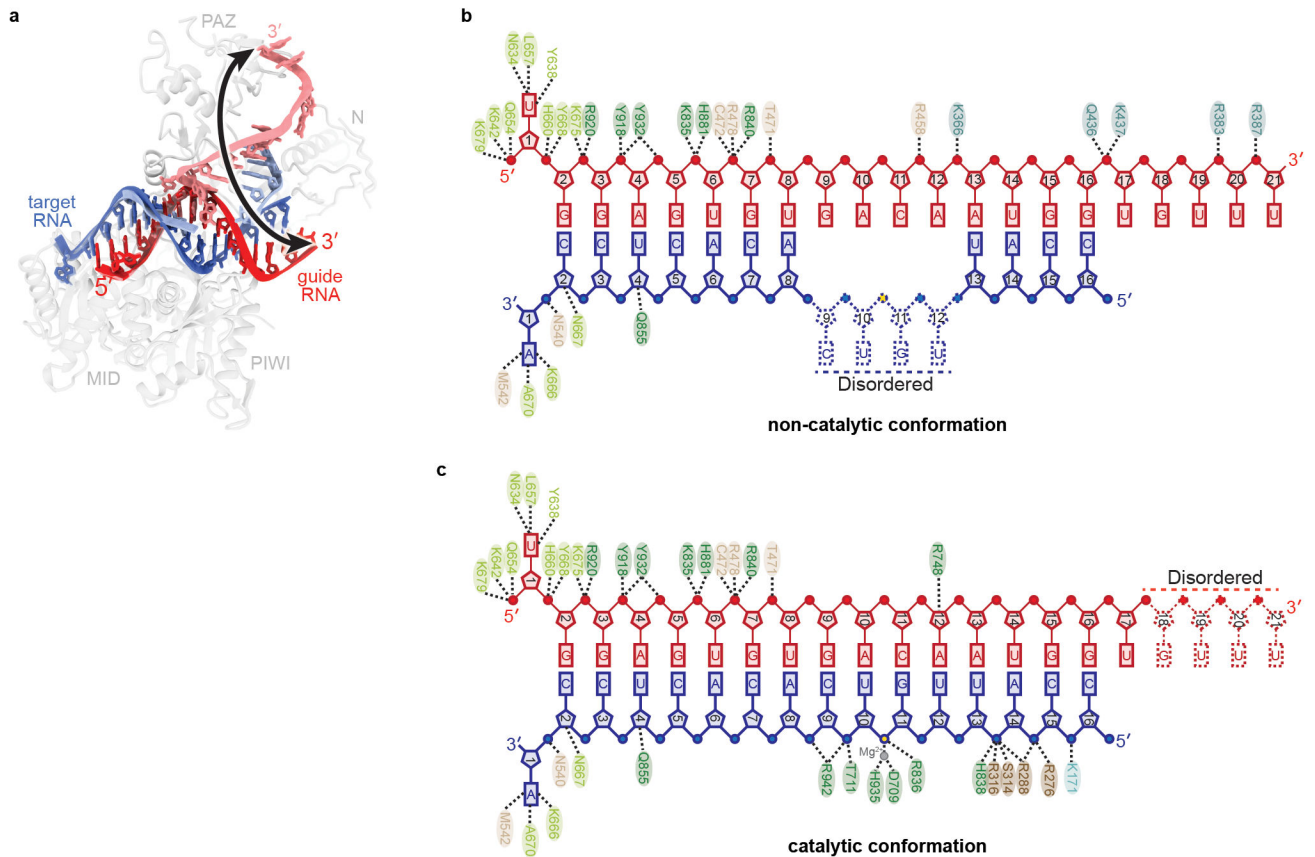 a
PAZ
3′
N
target
RNA
5′
3′
guide
RNA
MID
PIWI
b
N634
L657
Y638
K679
K642
Q654
H660
Y668
K675
R920
Y918
Y932
K835
H881
C472
R478
R840
T471
R458
K366
Q436
K437
R383
R387
U
1
5′
3′
2 3 4 5 6 7 8 9 10 11 12 13 14 15 16 17 18 19 20 21
G G A G U G U G A C A A U G G U G U U U
C C U C A C A U A C C
2 3 4 5 6 7 8 13 14 15 16
3′
5′
1
A
9 10 11 12
C U G U
Disordered
N540
N667
Q855
M542
A670
K666
non-catalytic conformation
c
N634
L657
Y638
K679
K642
Q654
H660
Y668
K675
R920
Y918
Y932
K835
H881
C472
R478
R840
T471
R748
Disordered
U
1
5′
3′
2 3 4 5 6 7 8 9 10 11 12 13 14 15 16 17 18 19 20 21
G G A G U G U G A C A A U G G U G U U U
C C U C A C A C U G U U A C C
2 3 4 5 6 7 8 9 10 11 12 13 14 15 16
3′
5′
1
A
Mg²⁺
N540
N667
Q855
R942
T711
H935
D709
R836
H838
R316
S314
R288
R276
K171
M542
A670
K666
catalytic conformation